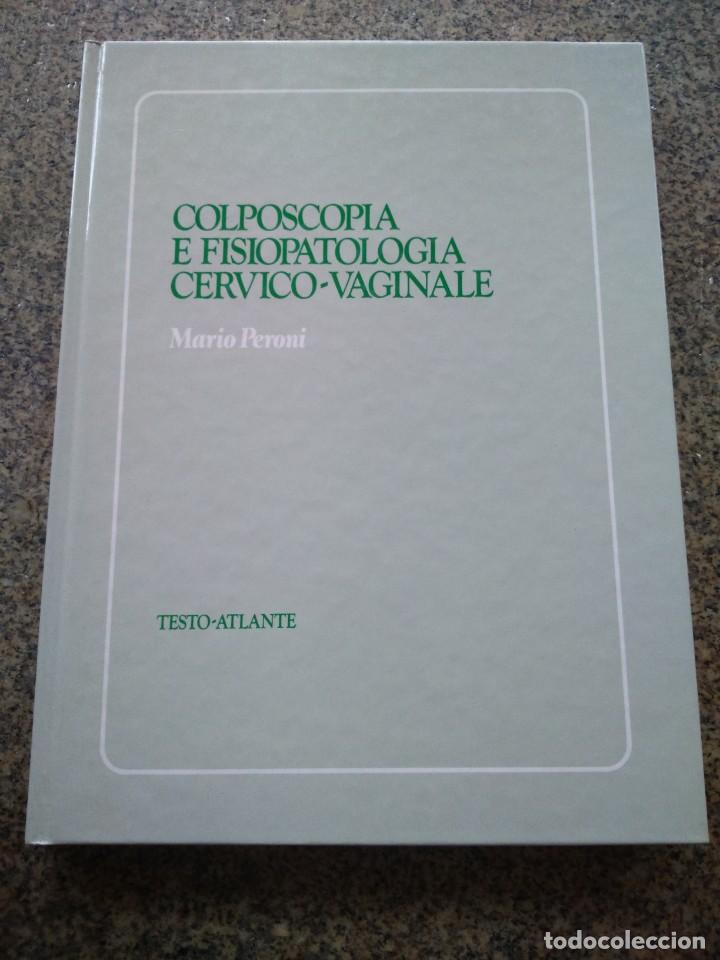 COLPOSCOPIA
E FISIOPATOLOGIA
CERVICO-VAGINALE
Mario Peroni
TESTO-ATLANTE
todocoleccion